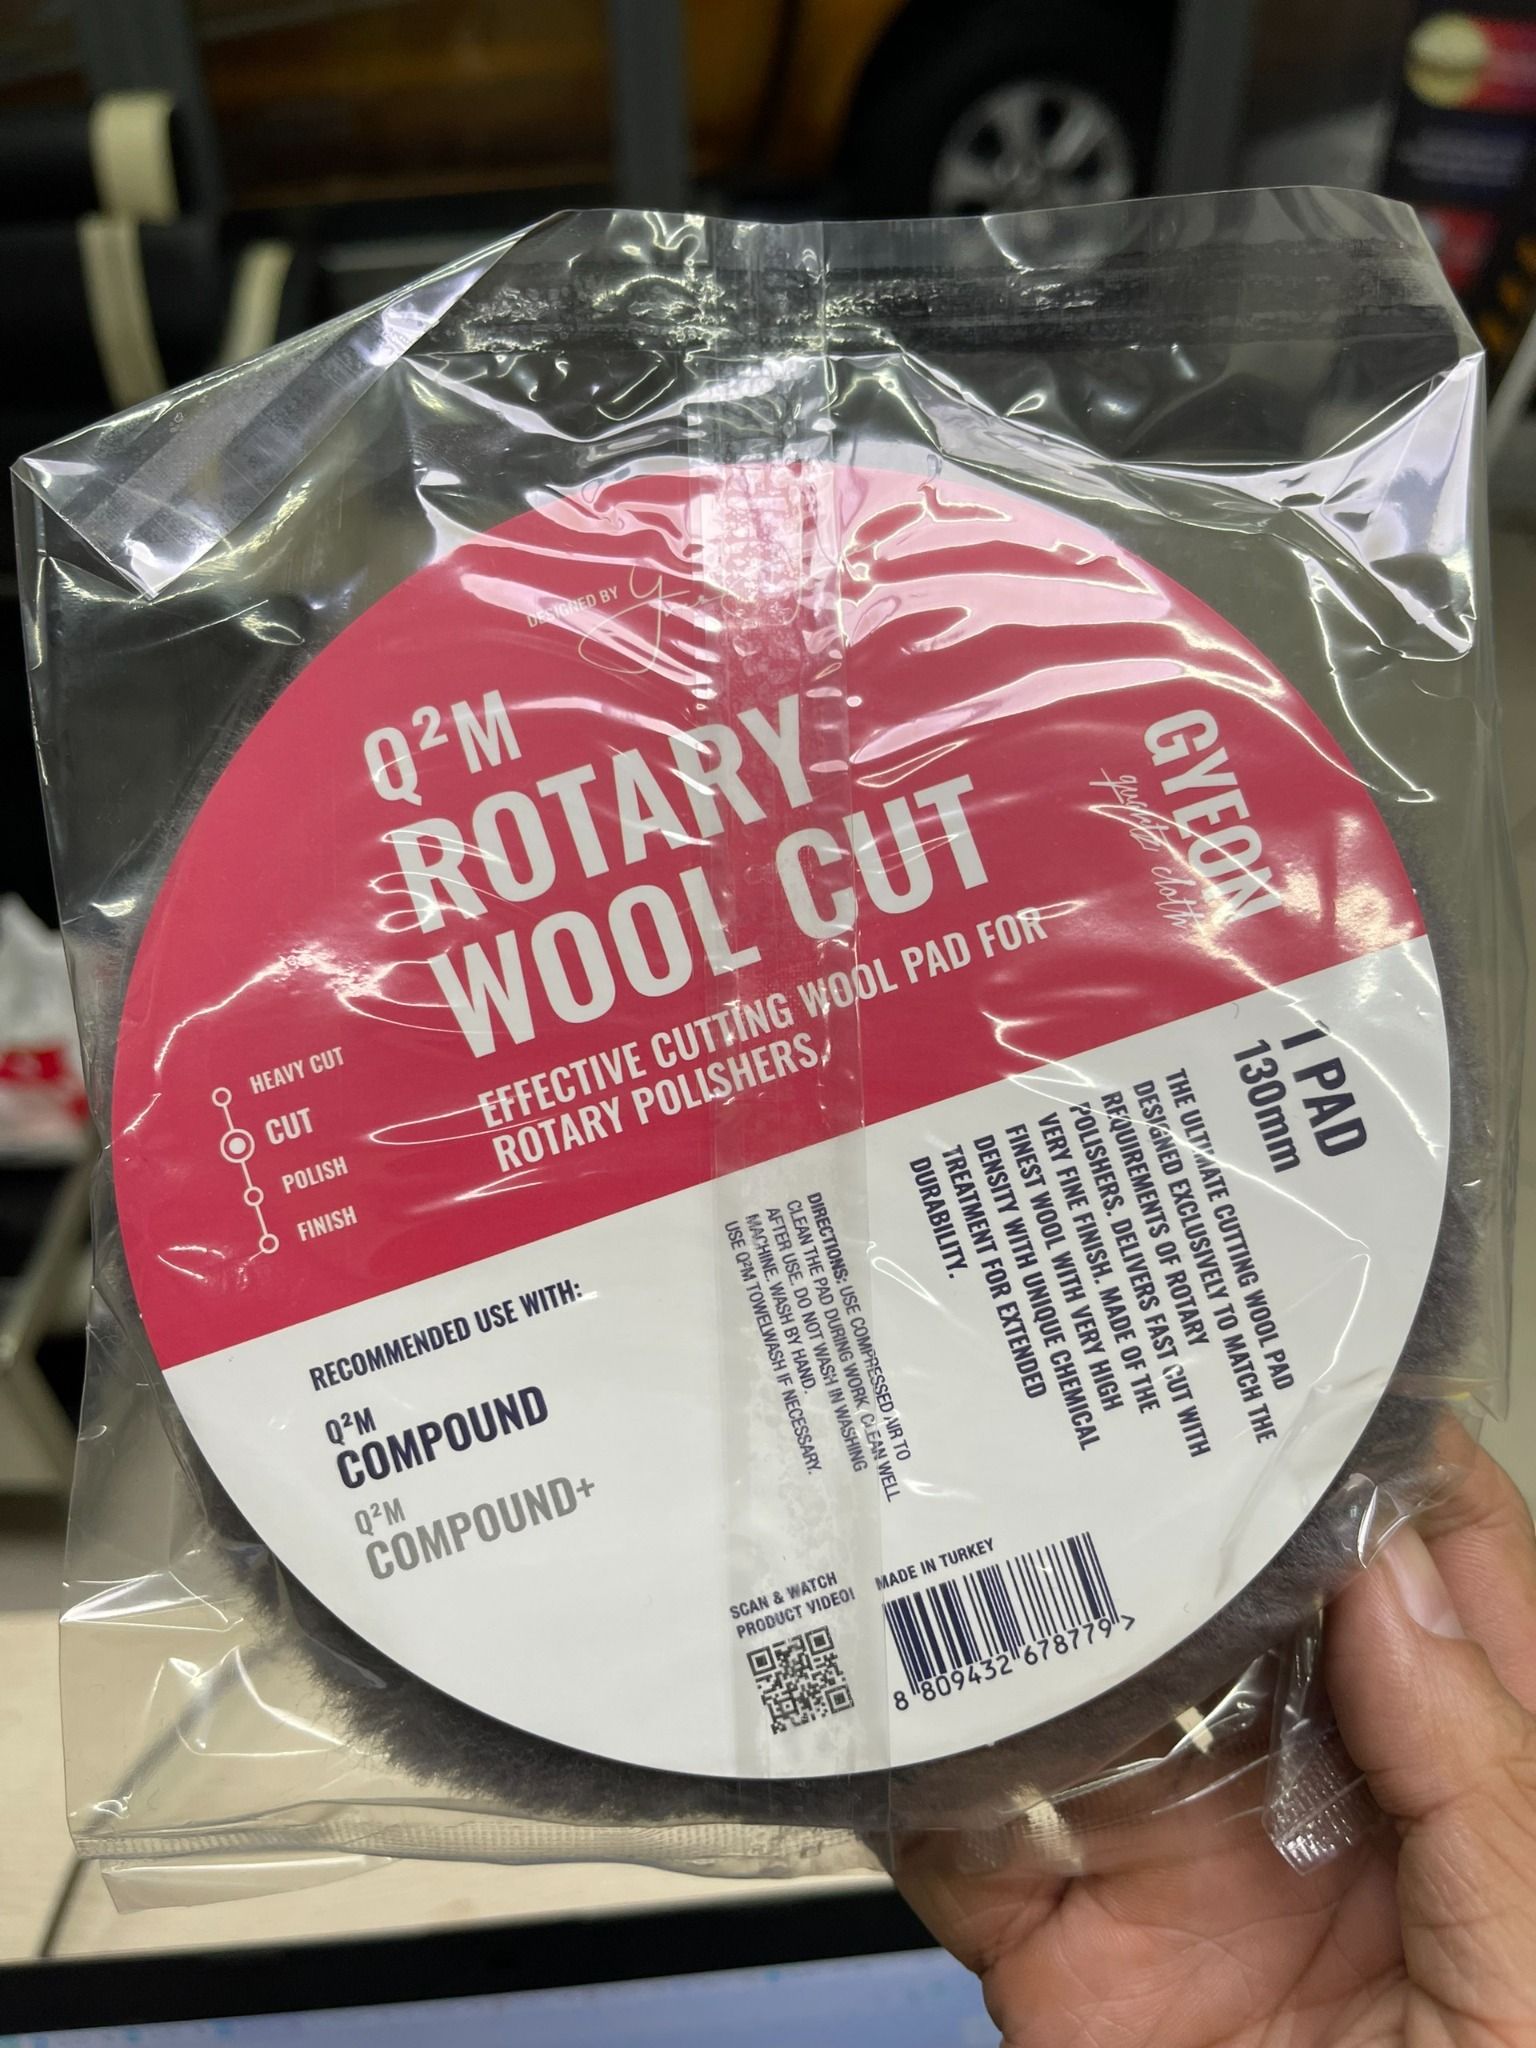 DESIGNED BY
Q²M
ROTARY
WOOL CUT
EFFECTIVE CUTTING WOOL PAD FOR
ROTARY POLISHERS.
GYEON
quartz cloth
HEAVY CUT
CUT
POLISH
FINISH
1 PAD
130mm
THE ULTIMATE CUTTING WOOL PAD
DESIGNED EXCLUSIVELY TO MATCH THE
REQUIREMENTS OF ROTARY
POLISHERS. DELIVERS FAST CUT WITH
VERY FINE FINISH. MADE OF THE
FINEST WOOL WITH VERY HIGH
DENSITY WITH UNIQUE CHEMICAL
TREATMENT FOR EXTENDED
DURABILITY.
DIRECTIONS: USE COMPRESSED AIR TO
CLEAN THE PAD DURING WORK. CLEAN WELL
AFTER USE. DO NOT WASH IN WASHING
MACHINE. WASH BY HAND.
USE Q²M TOWELWASH IF NECESSARY.
RECOMMENDED USE WITH:
Q²M
COMPOUND
Q²M
COMPOUND+
SCAN & WATCH
PRODUCT VIDEO!
MADE IN TURKEY
8 809432 678779 >